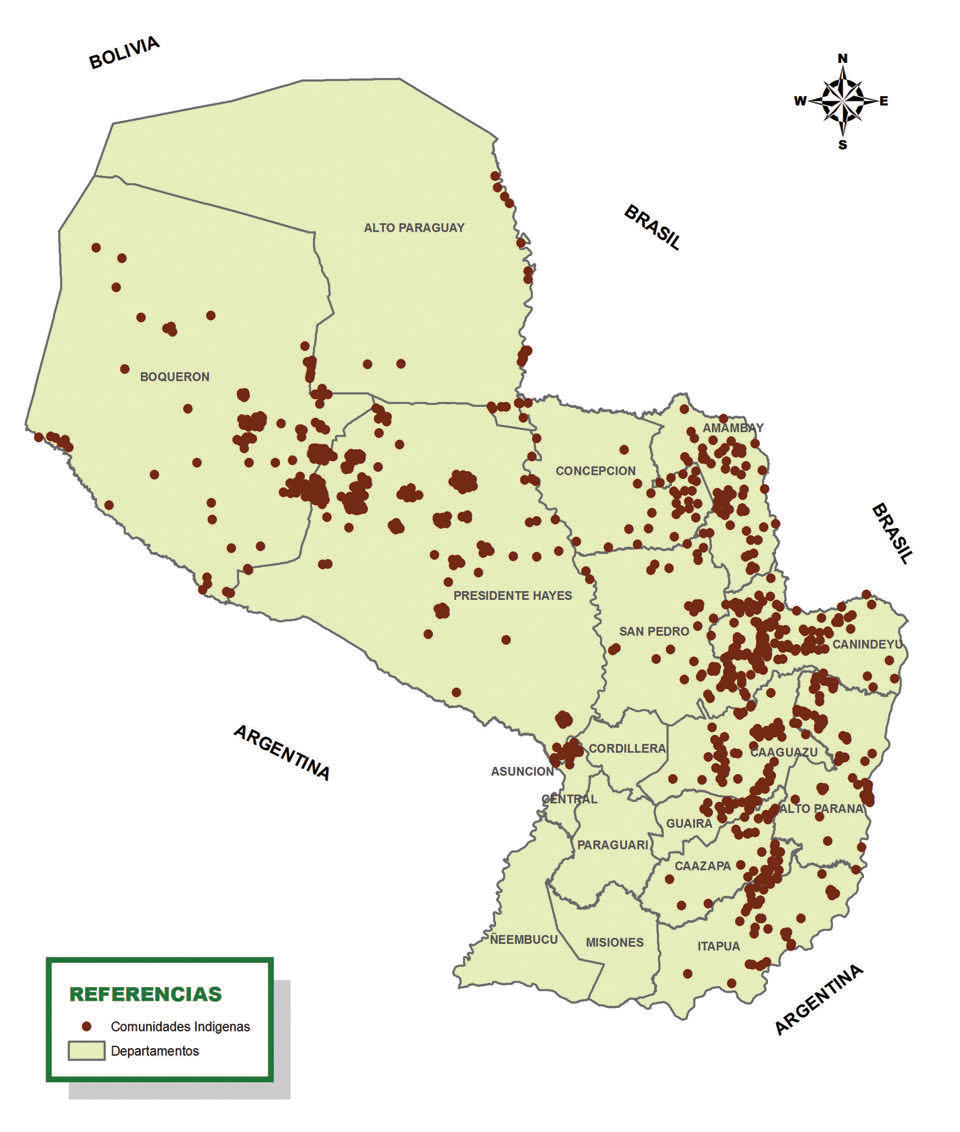 BOLIVIA
N
W
E
S
BRASIL
ALTO PARAGUAY
BOQUERON
AMAMBAY
CONCEPCION
BRASIL
PRESIDENTE HAYES
SAN PEDRO
CANINDEYU
ARGENTINA
CORDILLERA
CAAGUAZU
ASUNCION
CENTRAL
ALTO PARANA
GUAIRA
PARAGUARI
CAAZAPA
ÑEEMBUCU
MISIONES
ITAPUA
ARGENTINA
REFERENCIAS
Comunidades Indigenas
Departamentos